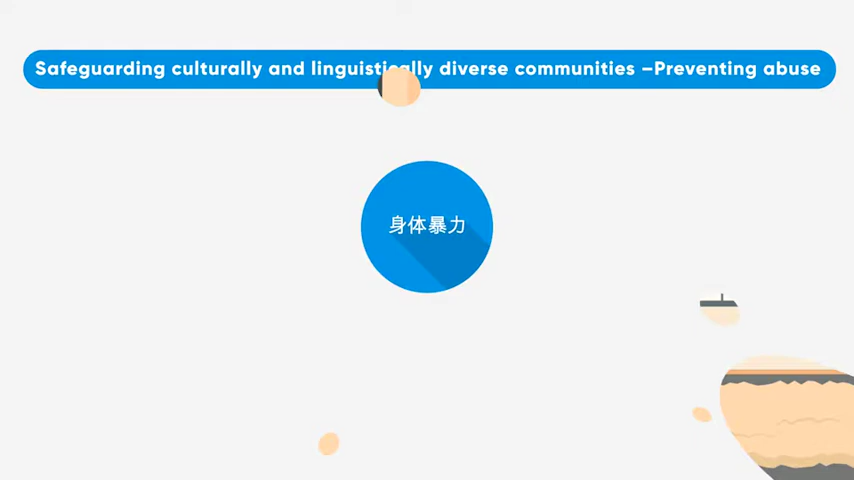 Safeguarding culturally and linguistically diverse communities –Preventing abuse
身体暴力